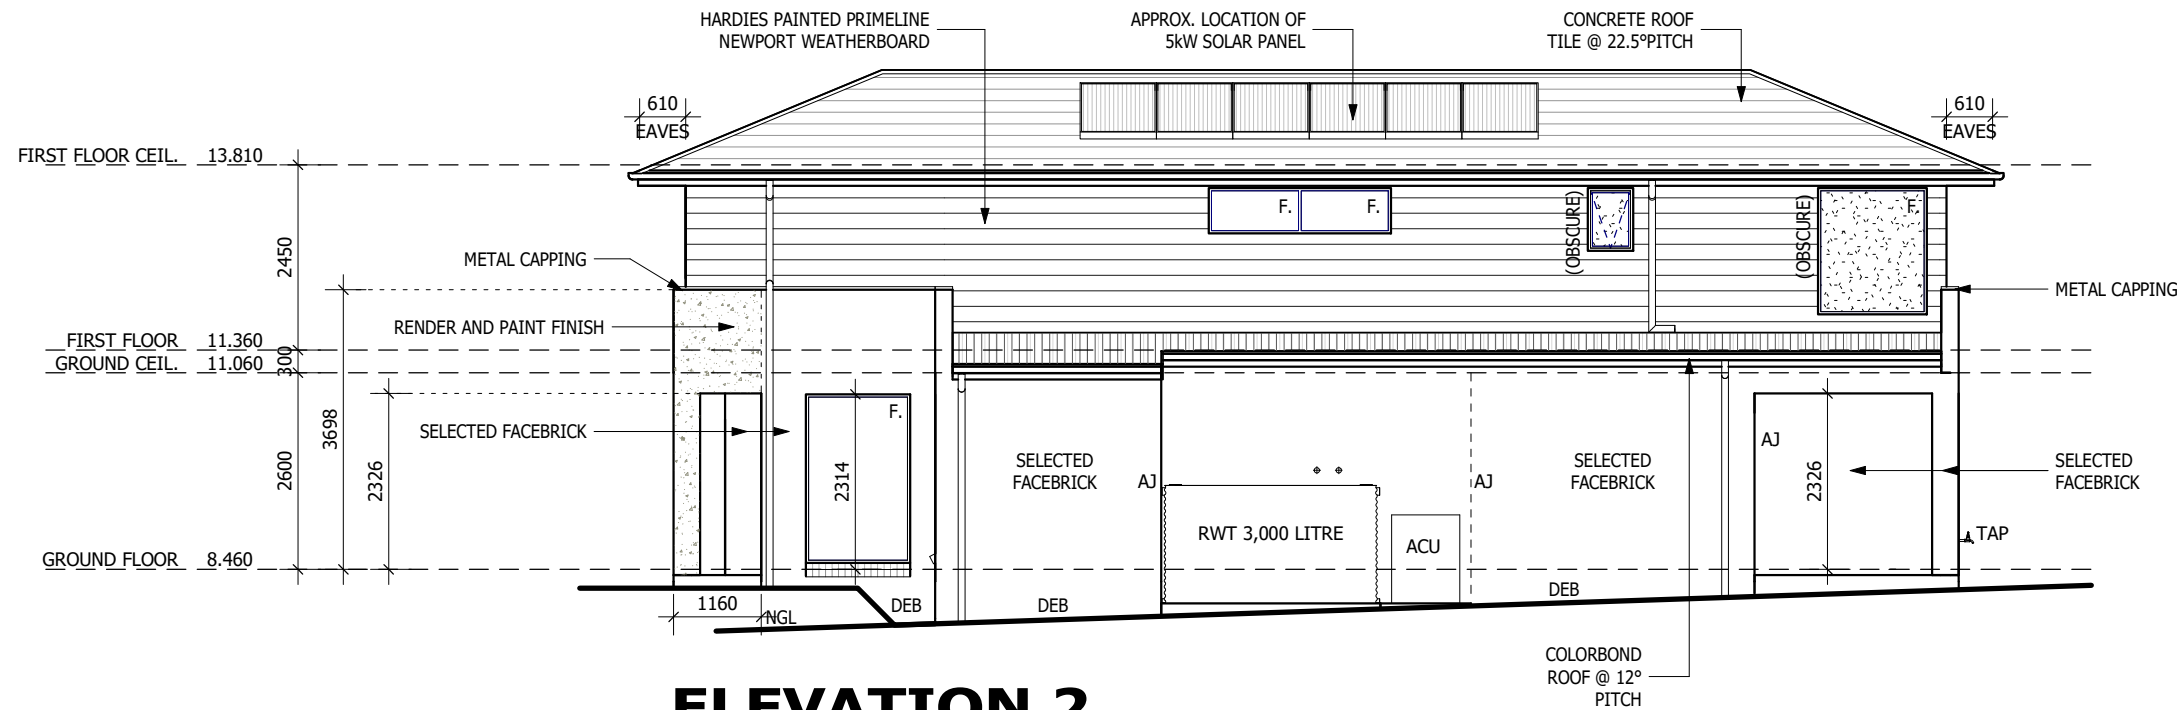 HARDIES PAINTED PRIMELINE
NEWPORT WEATHERBOARD
APPROX. LOCATION OF
5kW SOLAR PANEL
CONCRETE ROOF
TILE @ 22.5°PITCH
610
EAVES
610
EAVES
FIRST FLOOR CEIL. 13.810
2450
F.
F.
(OBSCURE)
(OBSCURE)
F.
METAL CAPPING
METAL CAPPING
RENDER AND PAINT FINISH
FIRST FLOOR 11.360
300
GROUND CEIL. 11.060
3698
2326
2600
SELECTED FACEBRICK
F.
2314
SELECTED
FACEBRICK
AJ
AJ
SELECTED
FACEBRICK
AJ
2326
SELECTED
FACEBRICK
RWT 3,000 LITRE
ACU
TAP
GROUND FLOOR 8.460
1160
NGL
DEB
DEB
DEB
COLORBOND
ROOF @ 12°
PITCH
ELEVATION 2